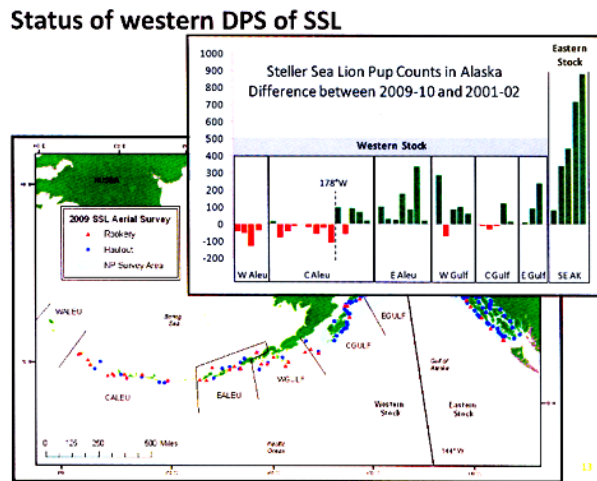 Status of western DPS of SSL
Eastern
Stock
Steller Sea Lion Pup Counts in Alaska
Difference between 2009-10 and 2001-02
Western Stock
178°W
1000
900
800
700
600
500
400
300
200
100
0
-100
-200
W Aleu
C Aleu
E Aleu
W Gulf
C Gulf
E Gulf
SE AK
2009 SSL Aerial Survey
Rookery
Haulout
NP Survey Area
WALEU
Bering
Sea
CALEU
EALEU
WGULF
CGULF
EGULF
Gulf of
Alaska
Western
Stock
Eastern
Stock
Pacific
Ocean
144° W
0 125 250 500 Miles
13